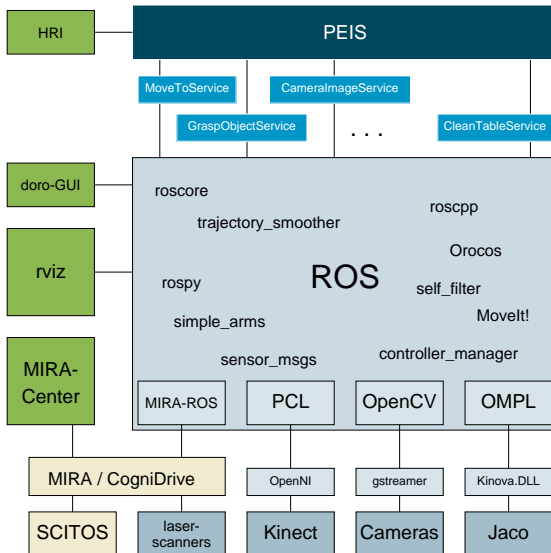 HRI
PEIS
MoveToService
CameraImageService
GraspObjectService
. . .
CleanTableService
doro-GUI
roscore
roscpp
trajectory_smoother
Orocos
rviz
rospy
ROS
self_filter
simple_arms
MoveIt!
sensor_msgs
controller_manager
MIRA-
Center
MIRA-ROS
PCL
OpenCV
OMPL
MIRA / CogniDrive
OpenNI
gstreamer
Kinova.DLL
SCITOS
laser-
scanners
Kinect
Cameras
Jaco